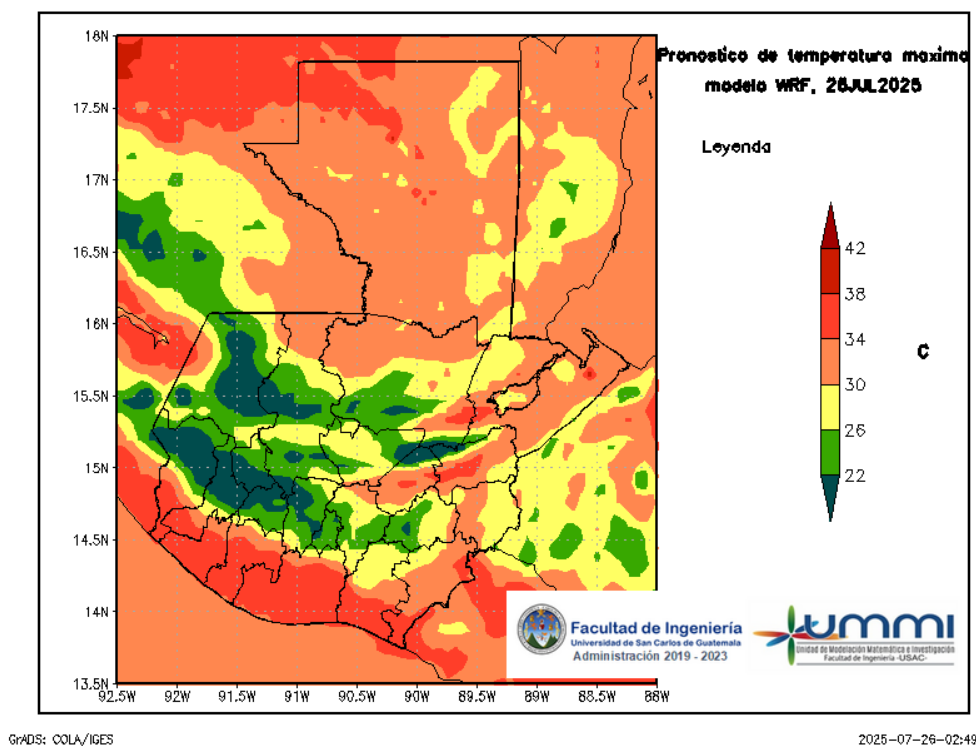 Pronostico de temperatura maxima
modelo WRF, 26JUL2025
Leyenda
42
38
34
30
26
22
C
18N
17.5N
17N
16.5N
16N
15.5N
15N
14.5N
14N
13.5N
92.5W
92W
91.5W
91W
90.5W
90W
89.5W
89W
88.5W
88W
Facultad de Ingeniería
Universidad de San Carlos de Guatemala
Administración 2019 - 2023
ummi
Unidad de Modelación Matemática e Investigación
Facultad de Ingeniería -USAC-
GrADS: COLA/IGES
2025-07-26-02:49